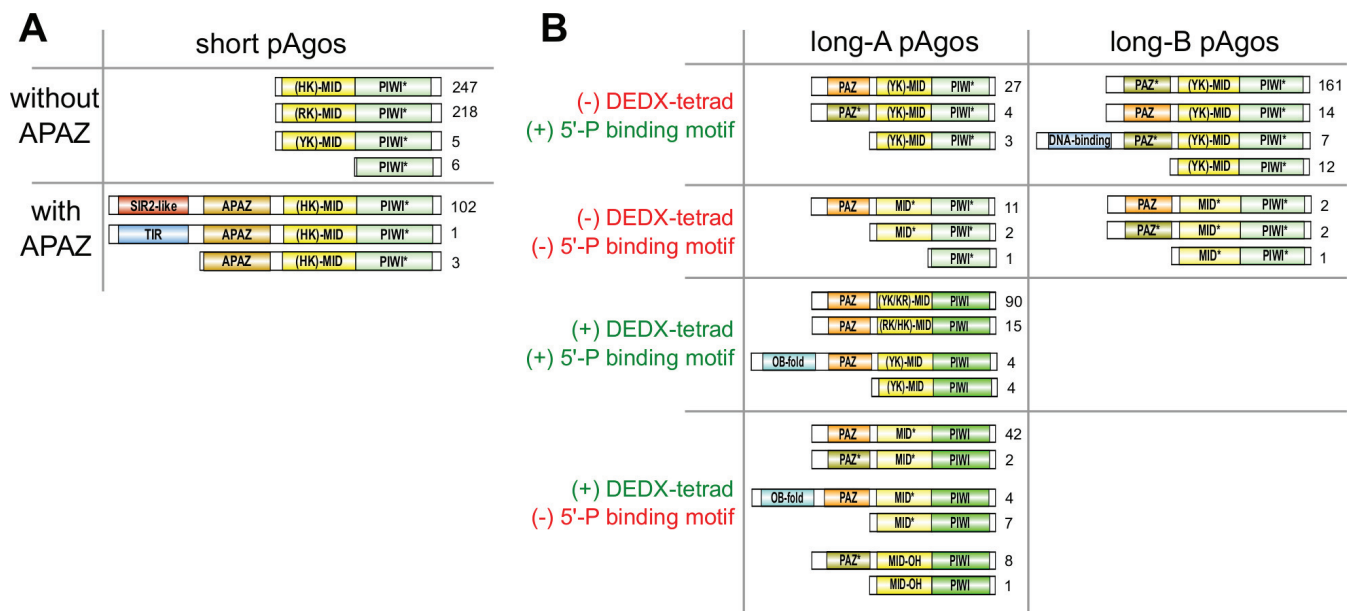 A
short pAgos
without
APAZ
(HK)-MID PIWI* 247
(RK)-MID PIWI* 218
(YK)-MID PIWI* 5
PIWI* 6
with
APAZ
SIR2-like APAZ (HK)-MID PIWI* 102
TIR APAZ (HK)-MID PIWI* 1
APAZ (HK)-MID PIWI* 3
B
long-A pAgos long-B pAgos
(-) DEDX-tetrad
(+) 5'-P binding motif
PAZ (YK)-MID PIWI* 27
PAZ* (YK)-MID PIWI* 4
(YK)-MID PIWI* 3
PAZ* (YK)-MID PIWI* 161
PAZ (YK)-MID PIWI* 14
DNA-binding PAZ* (YK)-MID PIWI* 7
(YK)-MID PIWI* 12
(-) DEDX-tetrad
(-) 5'-P binding motif
PAZ MID* PIWI* 11
MID* PIWI* 2
PIWI* 1
PAZ MID* PIWI* 2
PAZ* MID* PIWI* 2
MID* PIWI* 1
(+) DEDX-tetrad
(+) 5'-P binding motif
PAZ (YK/KR)-MID PIWI 90
PAZ (RK/HK)-MID PIWI 15
OB-fold PAZ (YK)-MID PIWI 4
(YK)-MID PIWI 4
(+) DEDX-tetrad
(-) 5'-P binding motif
PAZ MID* PIWI 42
PAZ* MID* PIWI 2
OB-fold PAZ MID* PIWI 4
MID* PIWI 7
PAZ* MID-OH PIWI 8
MID-OH PIWI 1